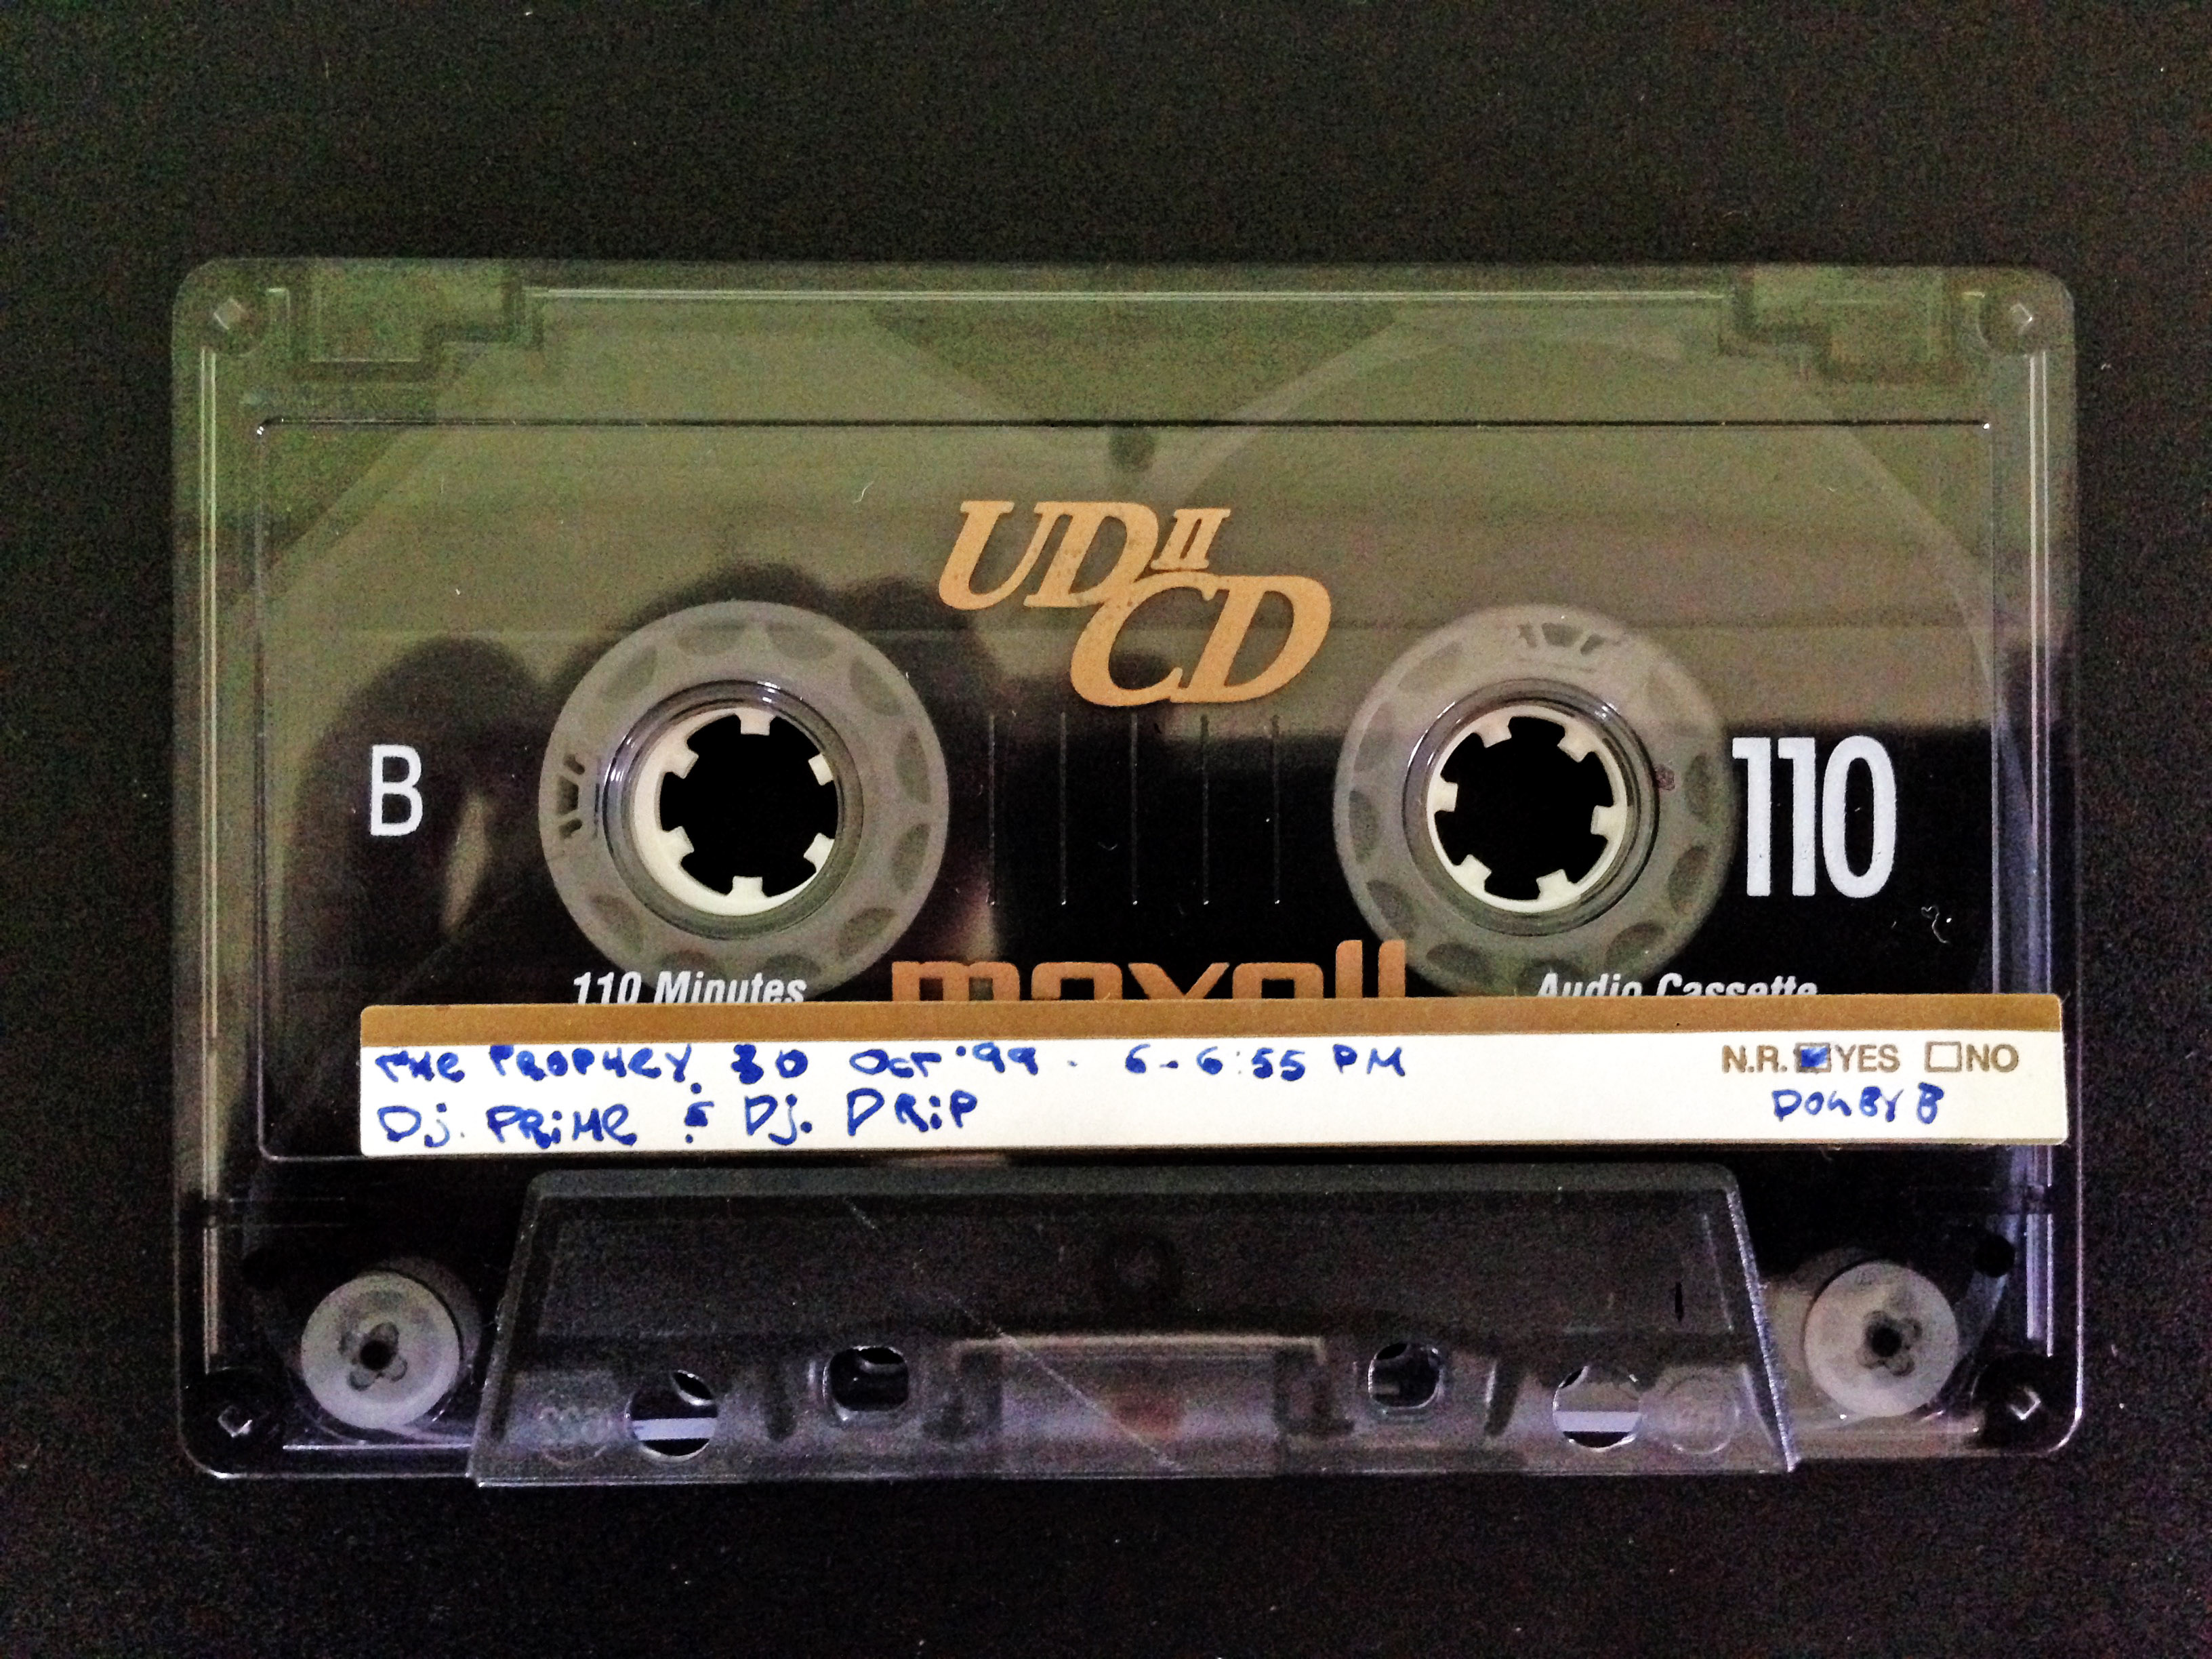 UDII
CD
B
110
110 Minutes
maxell
Audio Cassette
THE PROPHEY. 30 Oct '99 - 6-6:55 PM
N.R. YES NO
Dj. PRIME & Dj. DRIP
DOLBY B